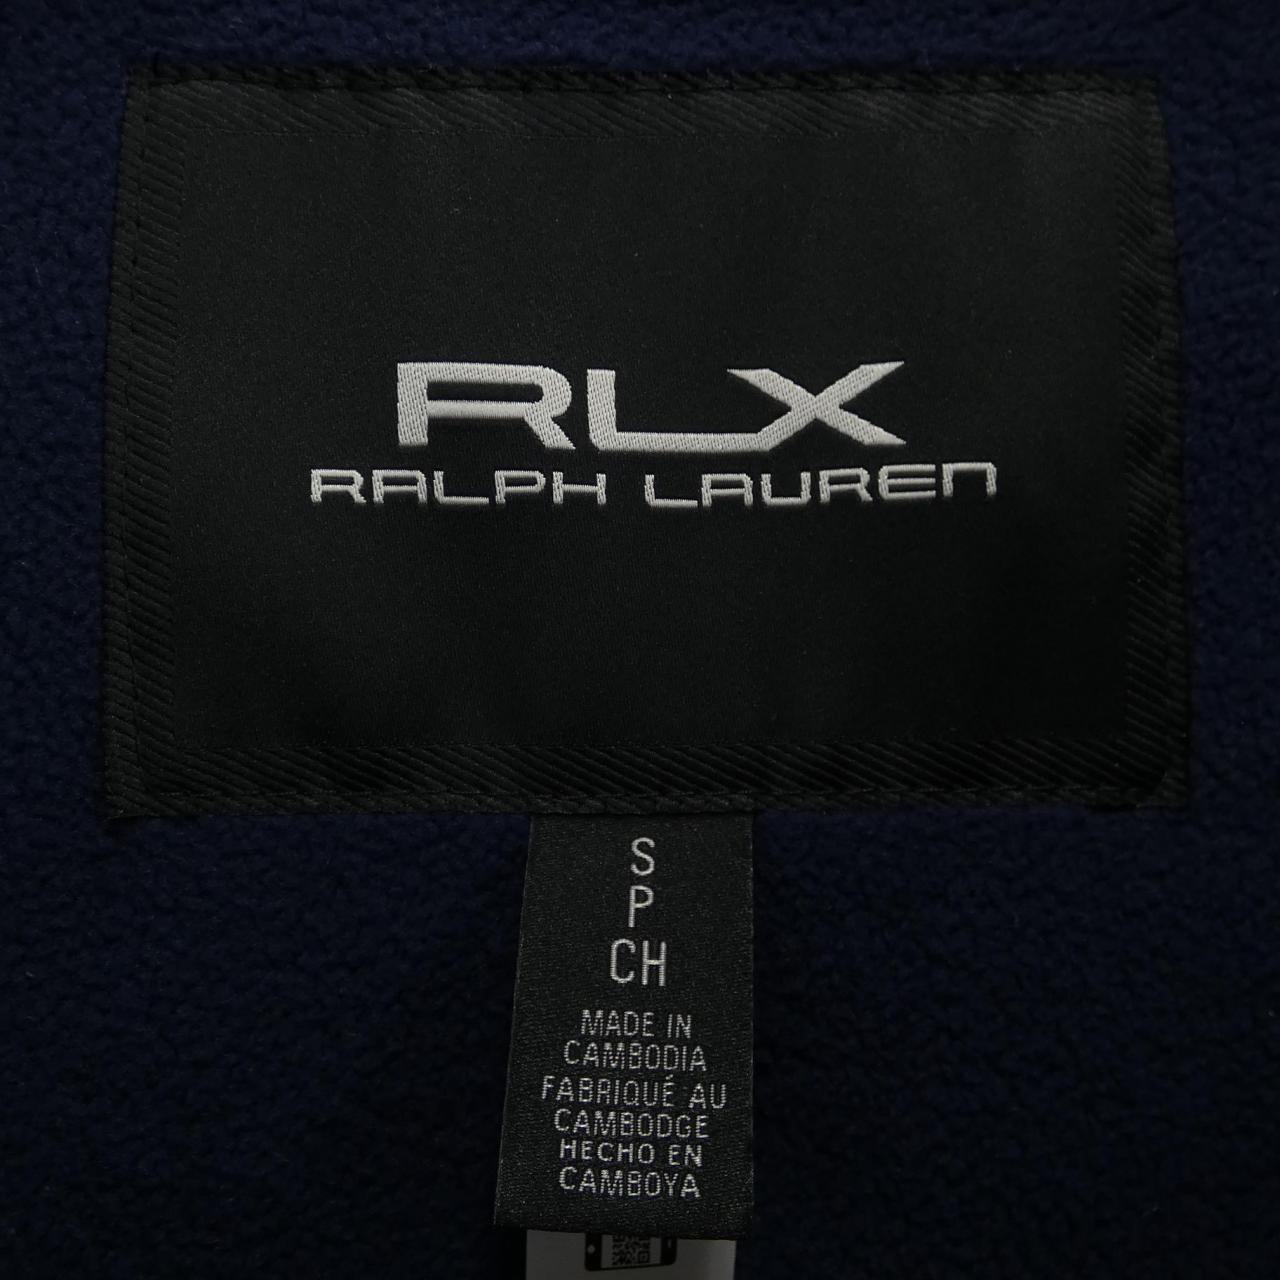 RLX
RALPH LAUREN
S
P
CH
MADE IN
CAMBODIA
FABRIQUÉ AU
CAMBODGE
HECHO EN
CAMBOYA